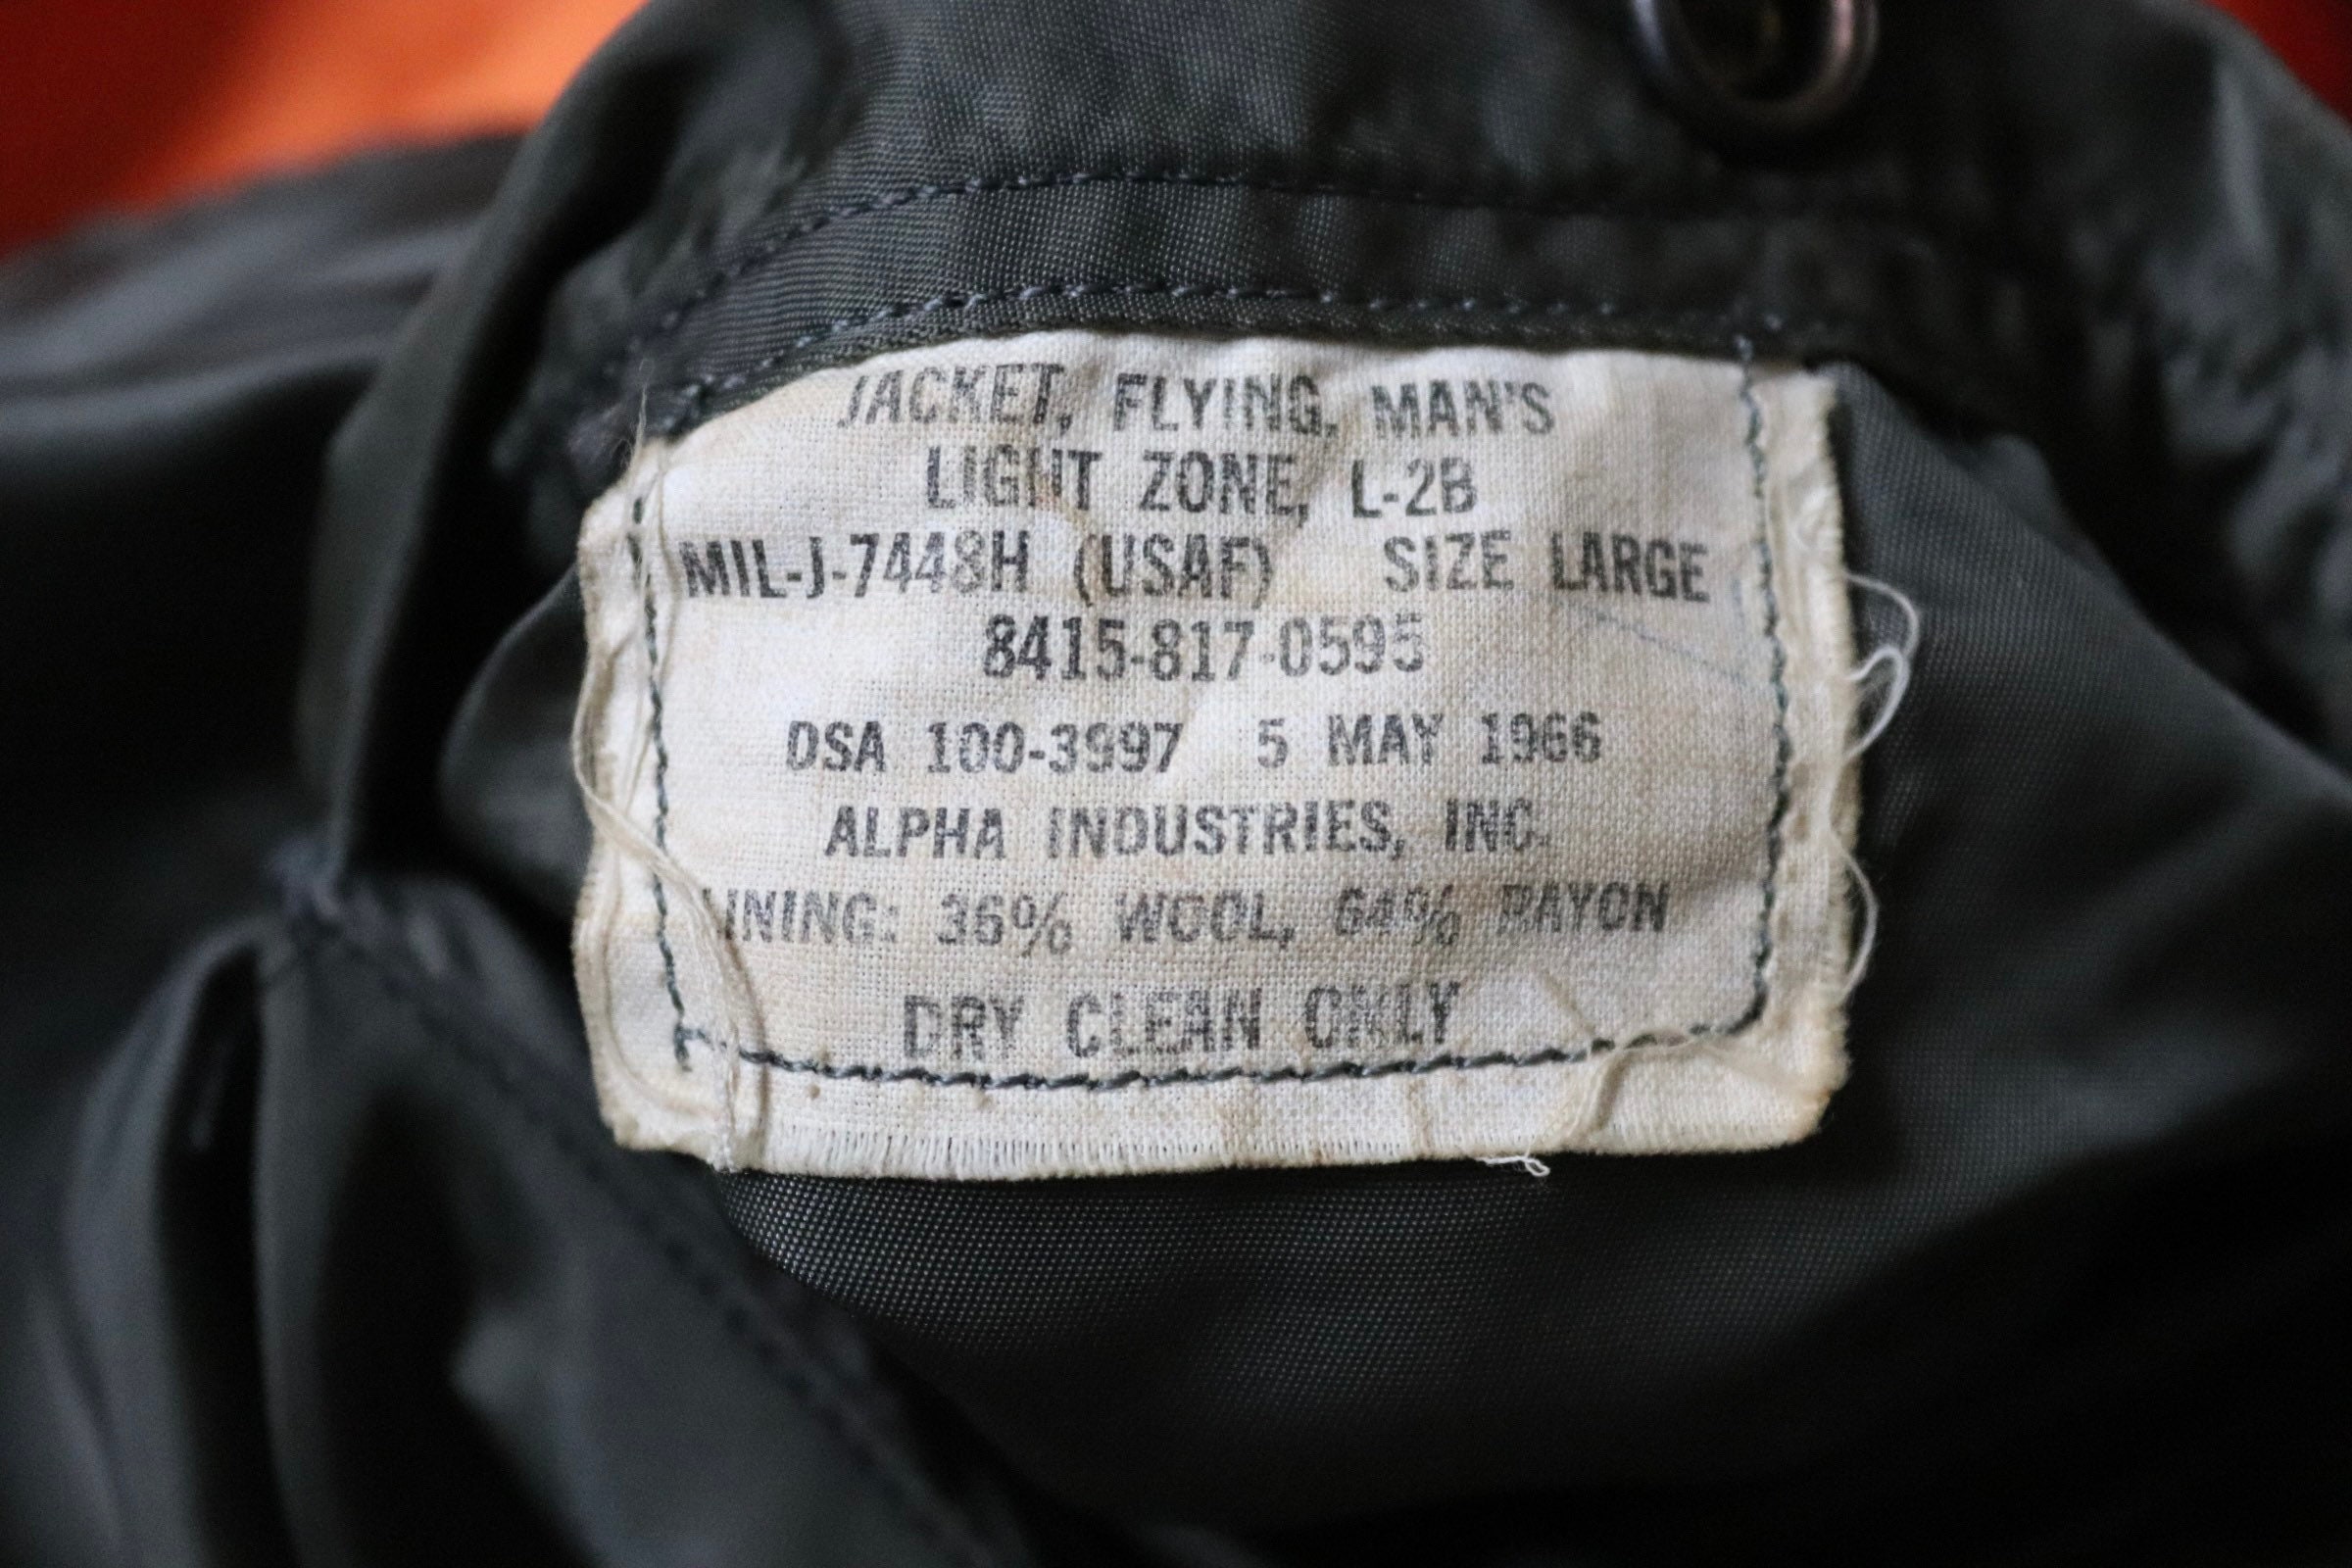 JACKET, FLYING, MAN'S
LIGHT ZONE, L-2B
MIL-J-7448H (USAF) SIZE LARGE
8415-817-0595
DSA 100-3997 5 MAY 1966
ALPHA INDUSTRIES, INC.
LINING: 36% WOOL, 64% RAYON
DRY CLEAN ONLY